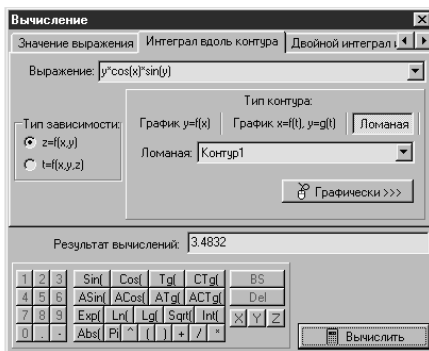 Вычисление
Значение выражения Интеграл вдоль контура Двойной интеграл
Выражение: y*cos(x)*sin(y)
Тип контура:
Тип зависимости:
График y=f(x) График x=f(t), y=g(t) Ломаная
z=f(x,y)
Ломаная: Контур1
t=f(x,y,z)
Графически >>>
Результат вычислений: 3.4832
1 2 3 Sin( Cos( Tg( CTg( BS
4 5 6 ASin( ACos( ATg( ACTg( Del
7 8 9 Exp( Ln( Lg( Sqrt( Int( X Y Z
0 . - Abs( Pi ^ ( ) + / * Вычислить